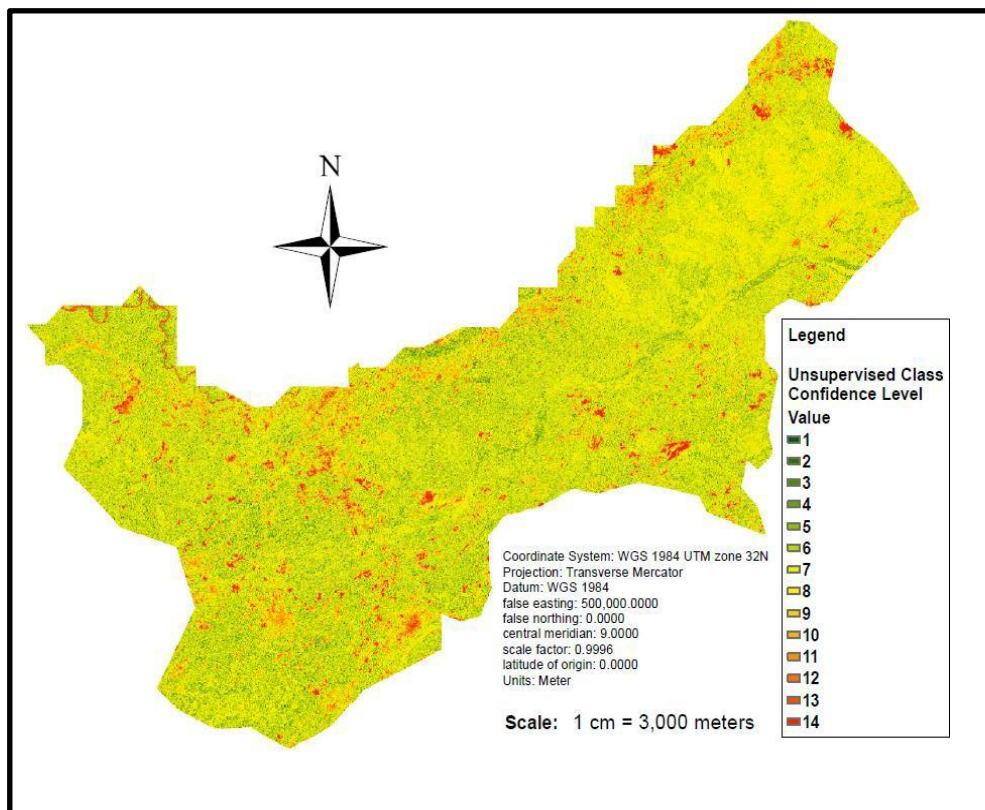 N
Legend
Unsupervised Class
Confidence Level
Value
1
2
3
4
5
6
7
8
9
10
11
12
13
14
Coordinate System: WGS 1984 UTM zone 32N
Projection: Transverse Mercator
Datum: WGS 1984
false easting: 500,000.0000
false northing: 0.0000
central meridian: 9.0000
scale factor: 0.9996
latitude of origin: 0.0000
Units: Meter
Scale: 1 cm = 3,000 meters